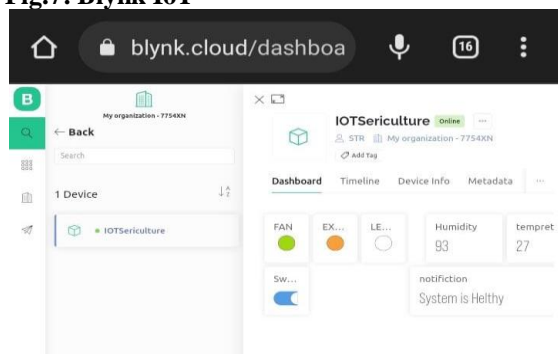 Fig.7: Blynk IoT
blynk.cloud/dashboa
16
B
My organization - 7754XN
← Back
Search
1 Device
IOTSericulture
IOTSericulture Online ...
STR My organization - 7754XN
Add Tag
Dashboard Timeline Device Info Metadata ...
FAN EX... LE... Humidity tempret
93 27
Sw... notifiction
System is Helthy